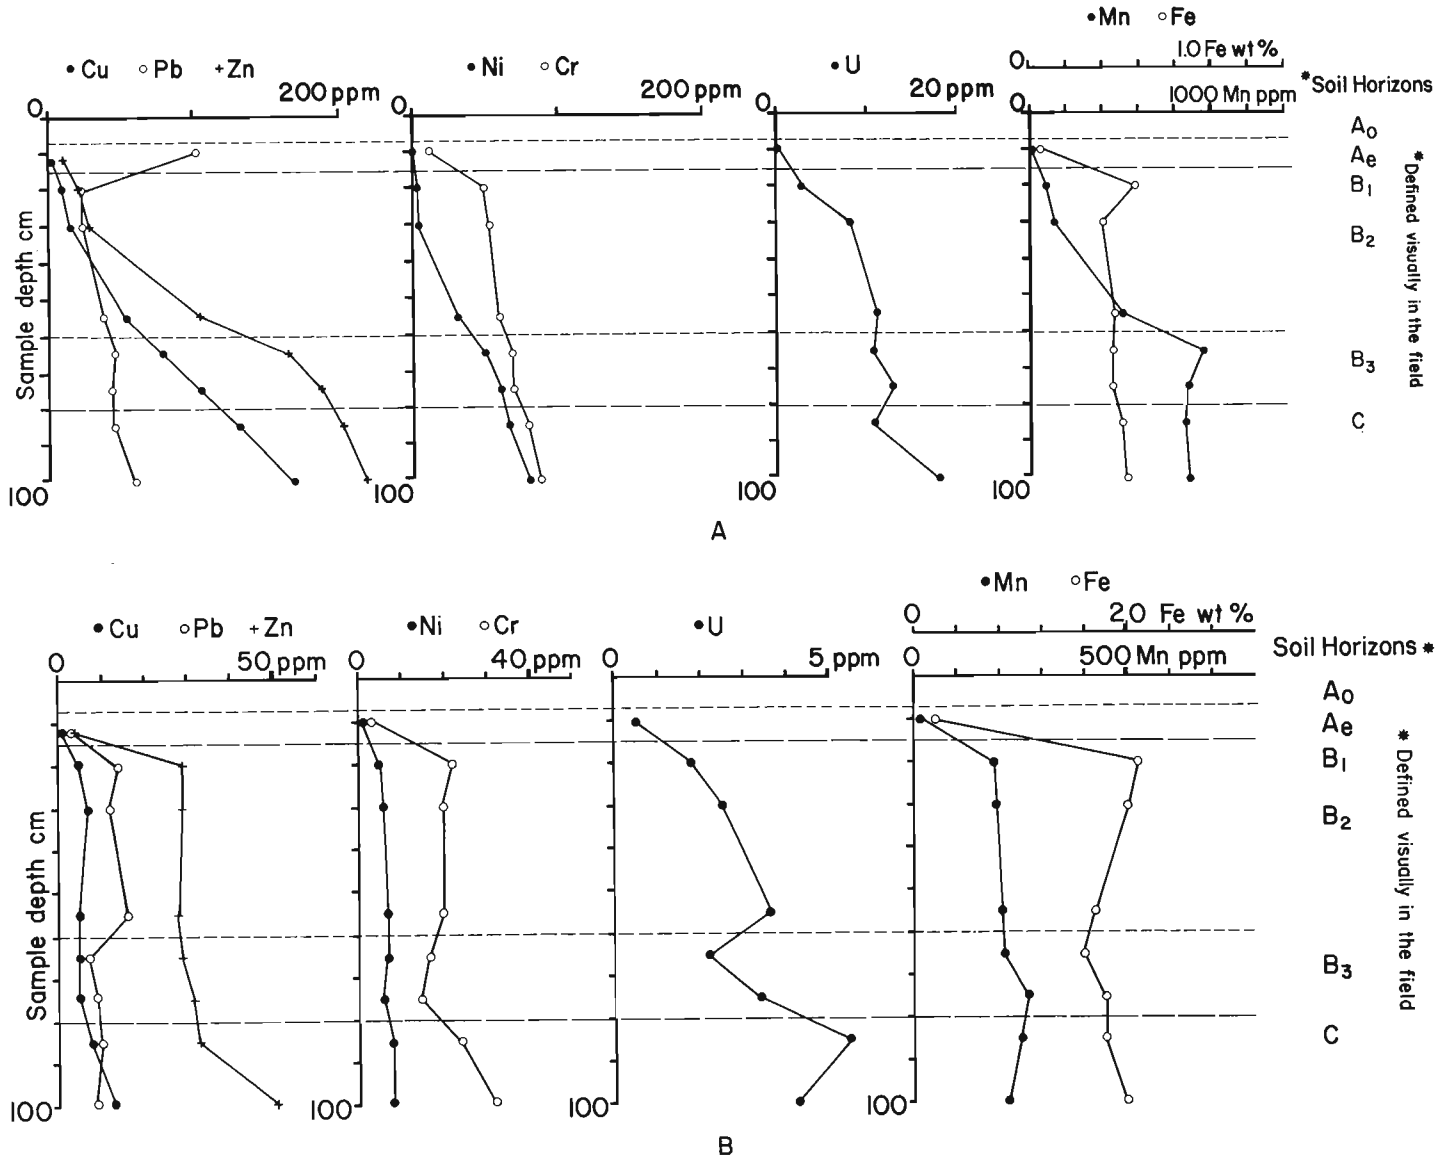 •Mn ○Fe
0 1.0 Fe wt %
•Cu ○Pb +Zn •Ni ○Cr •U
0 200 ppm 0 200 ppm 0 20 ppm 0 1000 Mn ppm *Soil Horizons
Ao
Ae
B1
B2
B3
C
Sample depth cm
*Defined visually in the field
100 100 100 100
A
•Mn ○Fe
0 2.0 Fe wt %
•Cu ○Pb +Zn •Ni ○Cr •U
0 50 ppm 0 40 ppm 0 5 ppm 0 500 Mn ppm Soil Horizons *
Ao
Ae
B1
B2
B3
C
Sample depth cm
* Defined visually in the field
100 100 100 100
B